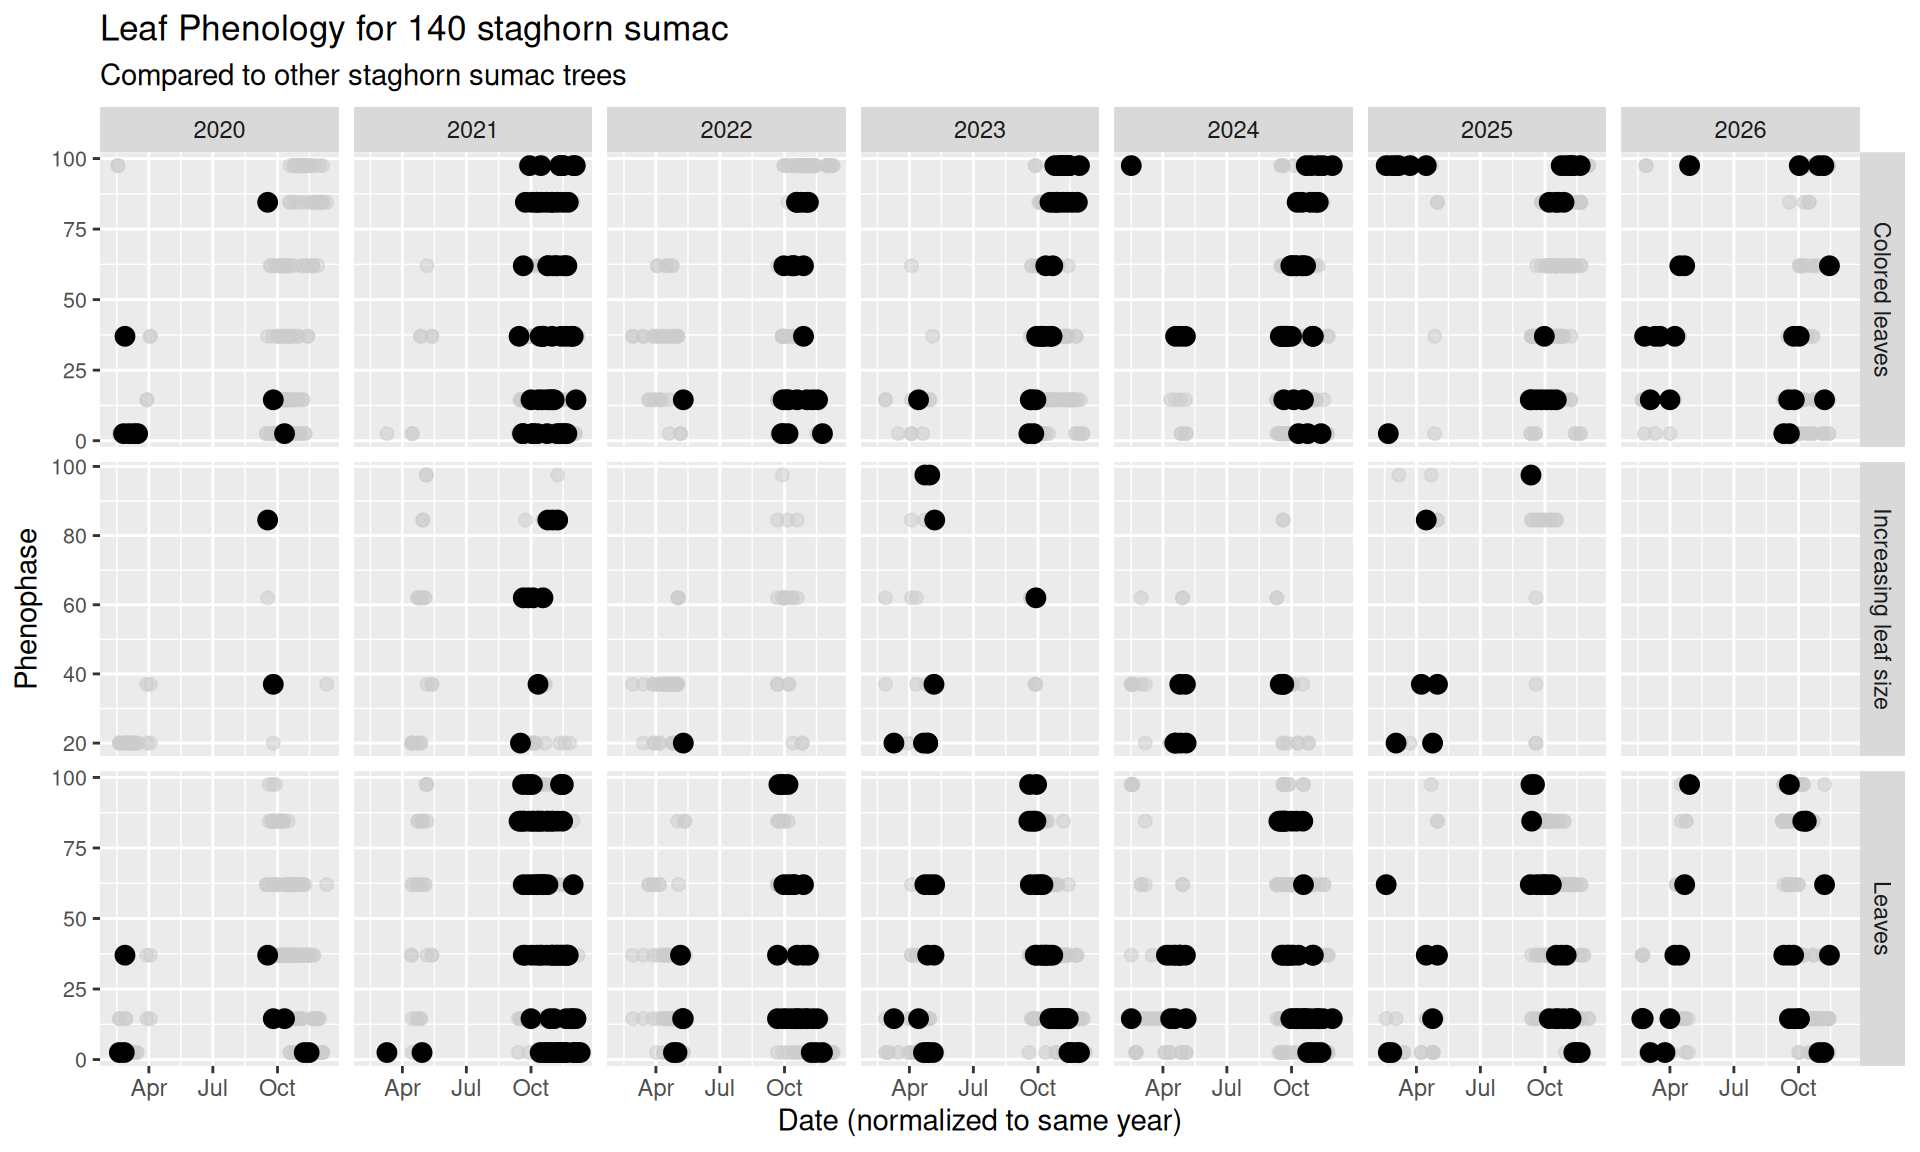 Leaf Phenology for 140 staghorn sumac
Compared to other staghorn sumac trees
2020 2021 2022 2023 2024 2025 2026
100
75
50
25
0
Colored leaves
100
80
60
40
20
Increasing leaf size
100
75
50
25
0
Leaves
Phenophase
Apr Jul Oct Apr Jul Oct Apr Jul Oct Apr Jul Oct Apr Jul Oct Apr Jul Oct Apr Jul Oct
Date (normalized to same year)